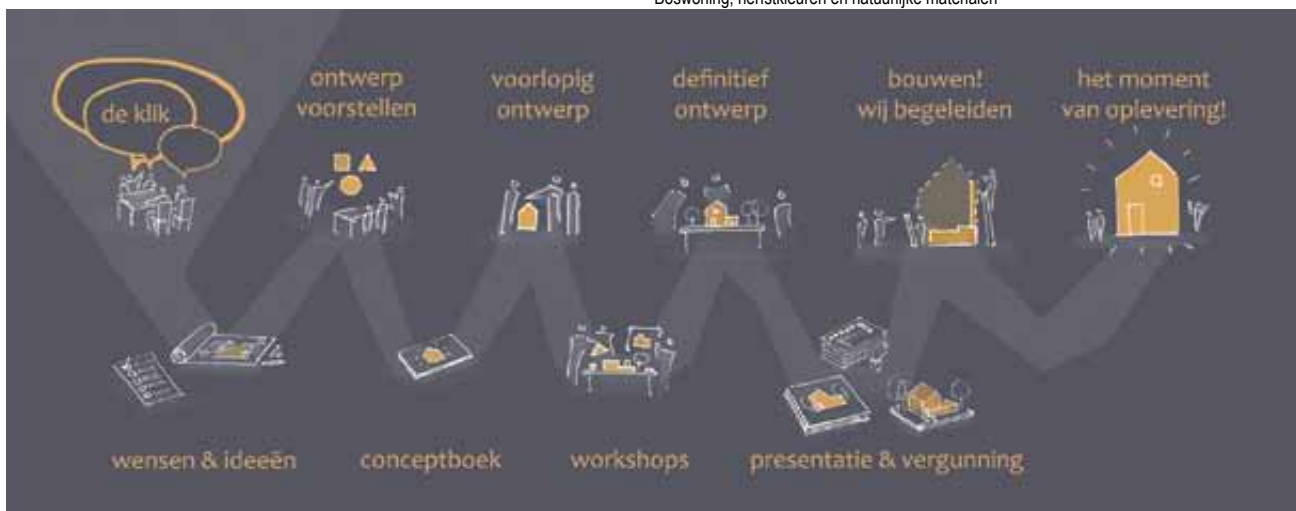 Boswoning, herfstkleuren en natuurlijke materialen
de klik
ontwerp
voorstellen
voorlopig
ontwerp
definitief
ontwerp
bouwen!
wij begeleiden
het moment
van oplevering!
wensen & ideeën
conceptboek
workshops
presentatie & vergunning